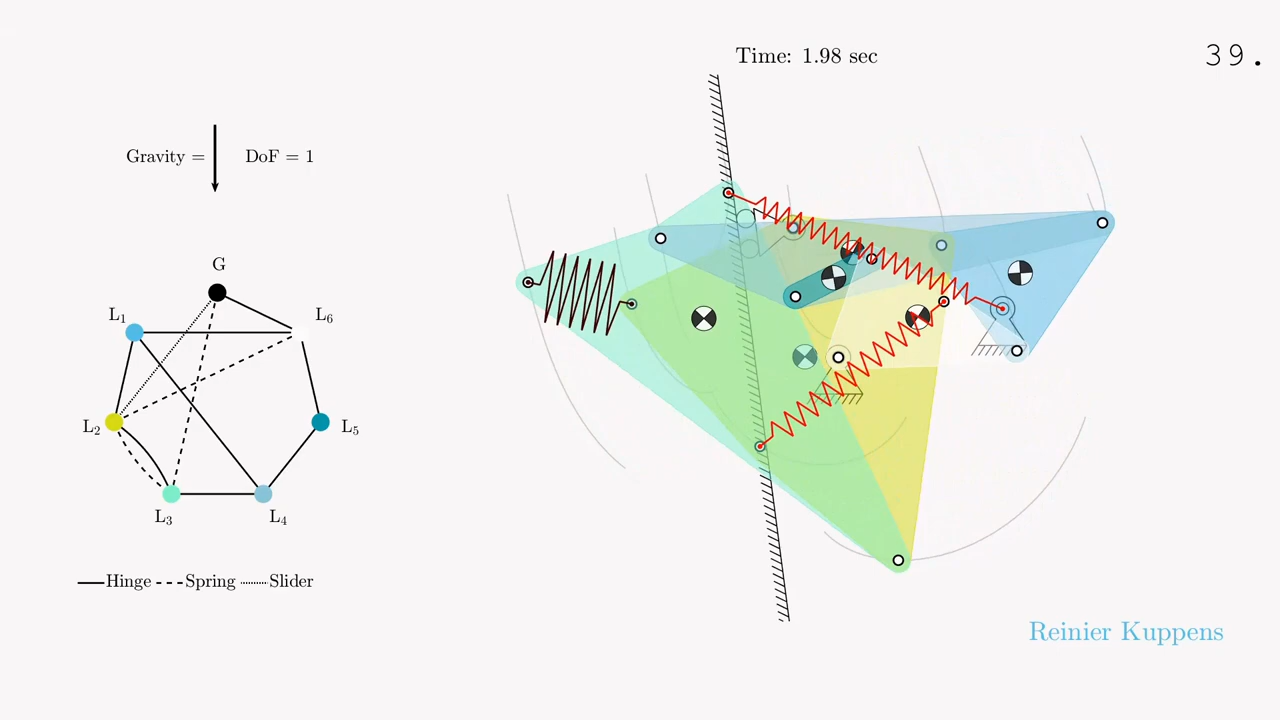 Time: 1.98 sec
39.
Gravity =
DoF = 1
G
L1
L6
L2
L5
L3
L4
Hinge
Spring
Slider
Reinier Kuppens